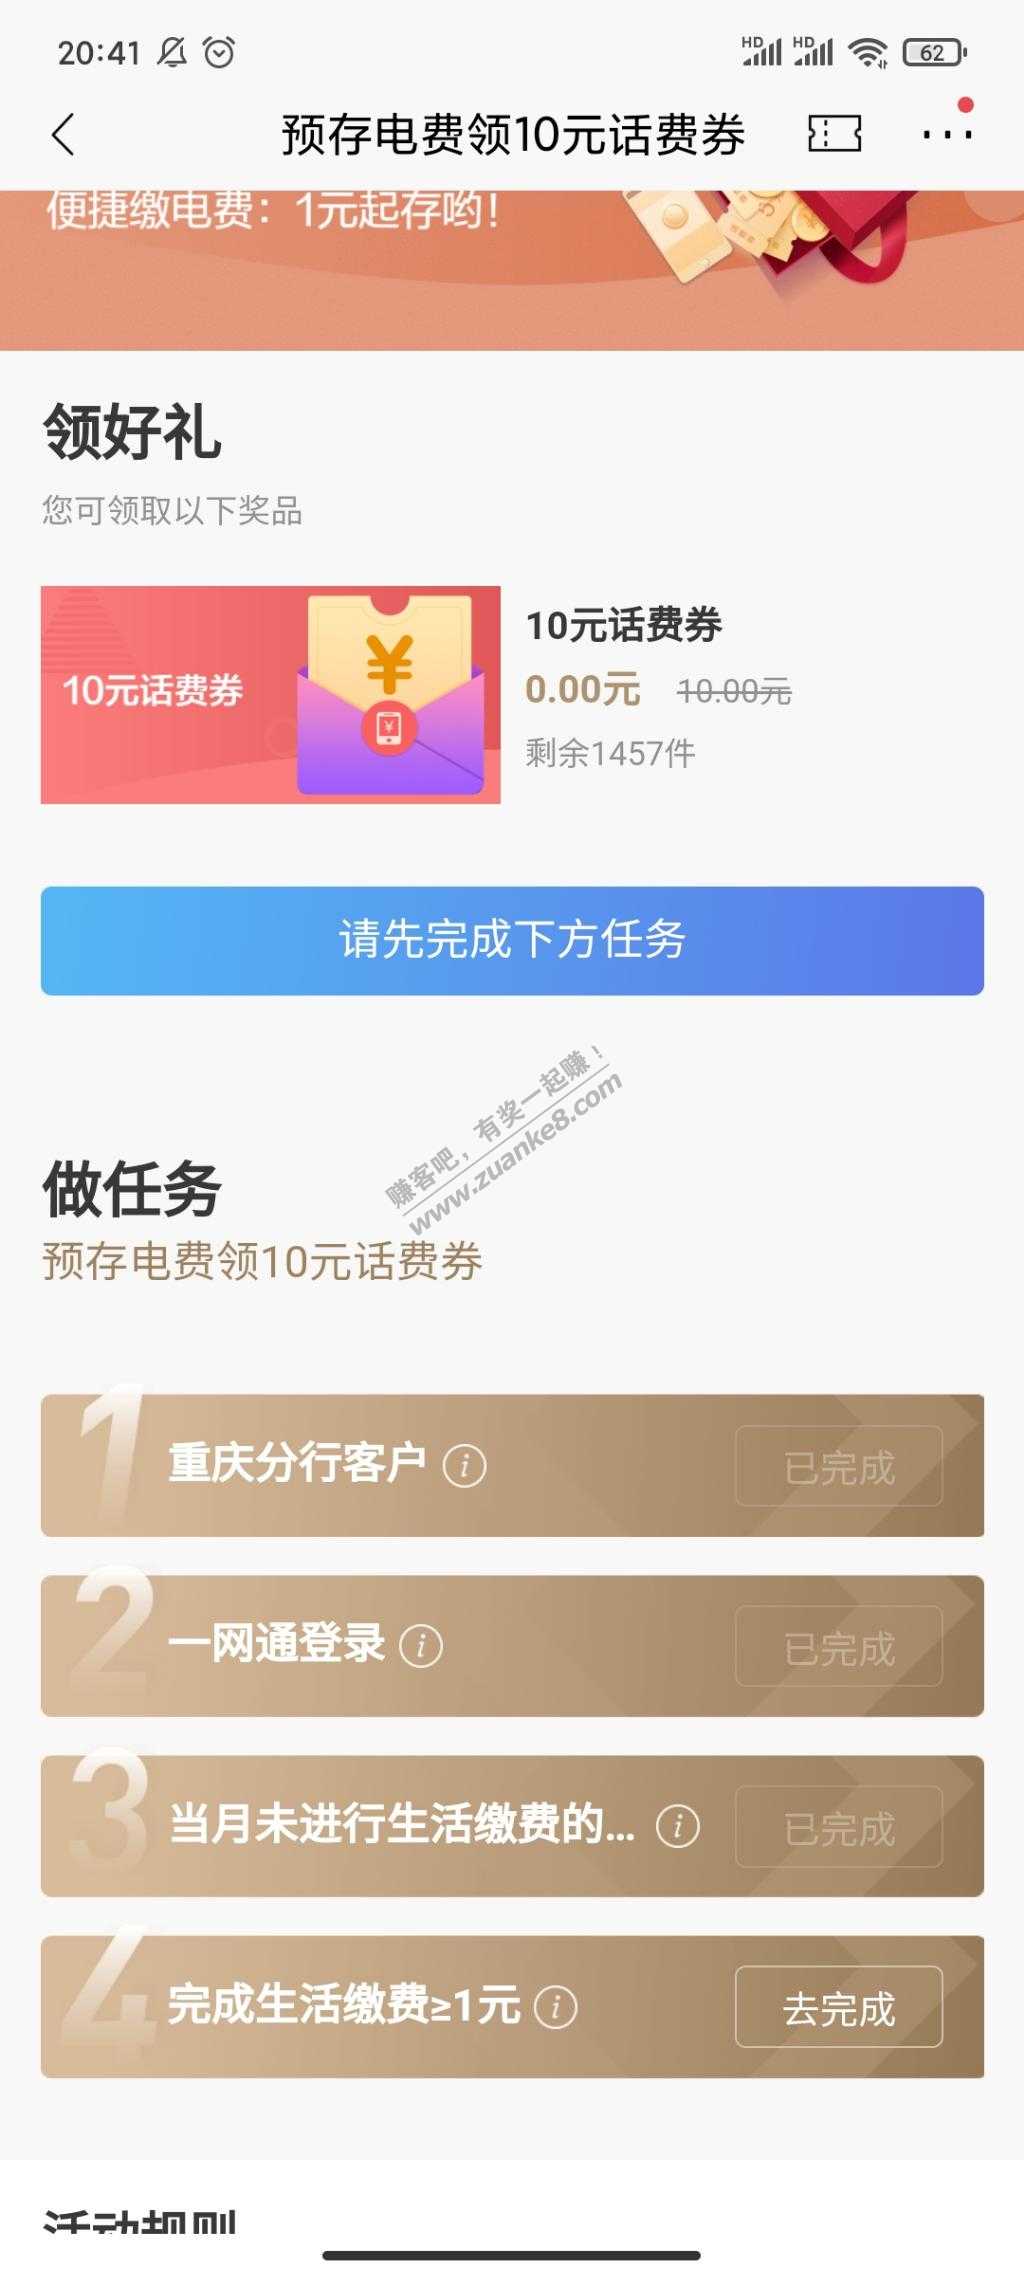 20:41
HD HD 62
预存电费领10元话费券
便捷缴电费：1元起存哟！
领好礼
您可领取以下奖品
10元话费券
¥
¥
10元话费券
0.00元 10.00元
剩余1457件
请先完成下方任务
赚客吧，有奖一起赚！
www.zuanke8.com
做任务
预存电费领10元话费券
1 重庆分行客户 i 已完成
2 一网通登录 i 已完成
3 当月未进行生活缴费的... i 已完成
4 完成生活缴费≥1元 i 去完成
活动规则